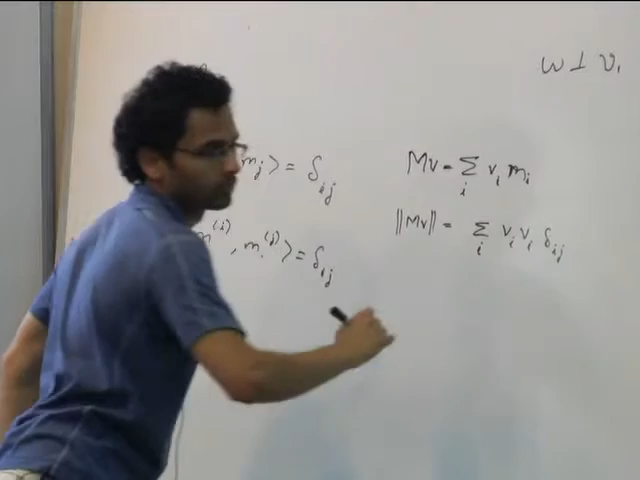 w ⊥ v₁
m_j⟩ = δ_ij
Mv = Σ_i v_i m_i
m^(i), m^(j)⟩ = δ_ij
||Mv|| = Σ_i v_i v_i δ_ij